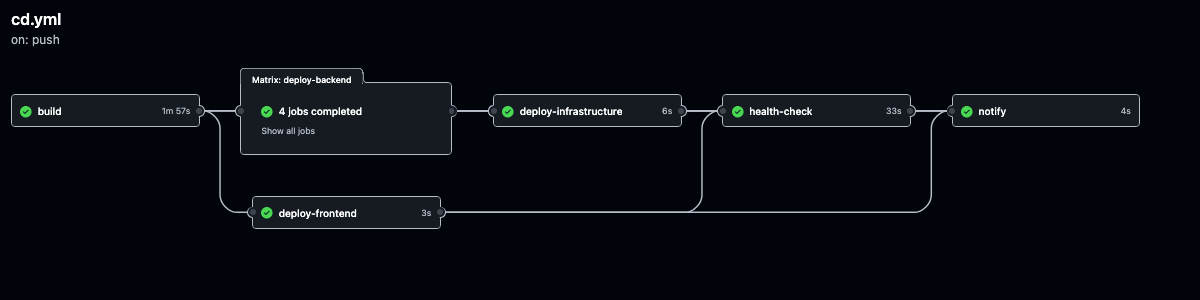 cd.yml
on: push
Matrix: deploy-backend
build 1m 57s
4 jobs completed
Show all jobs
deploy-infrastructure 6s
health-check 33s
notify 4s
deploy-frontend 3s